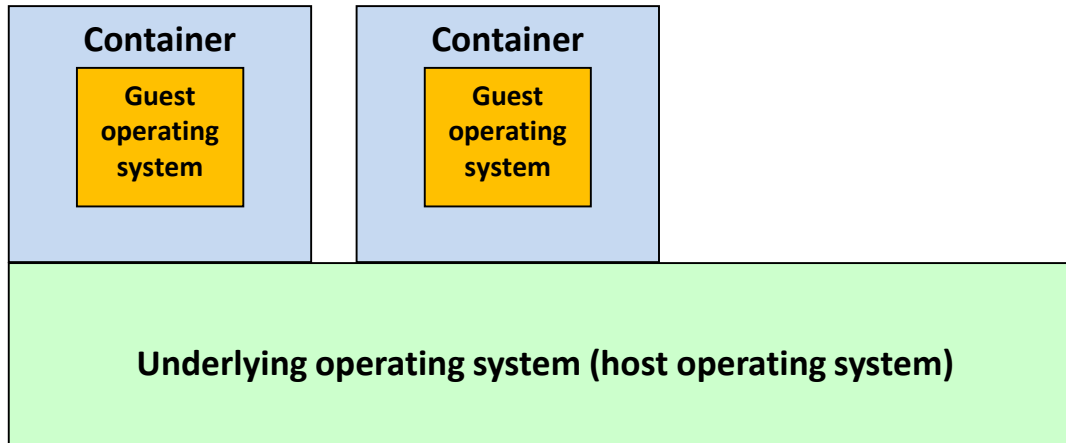 Container
Guest
operating
system
Container
Guest
operating
system
Underlying operating system (host operating system)